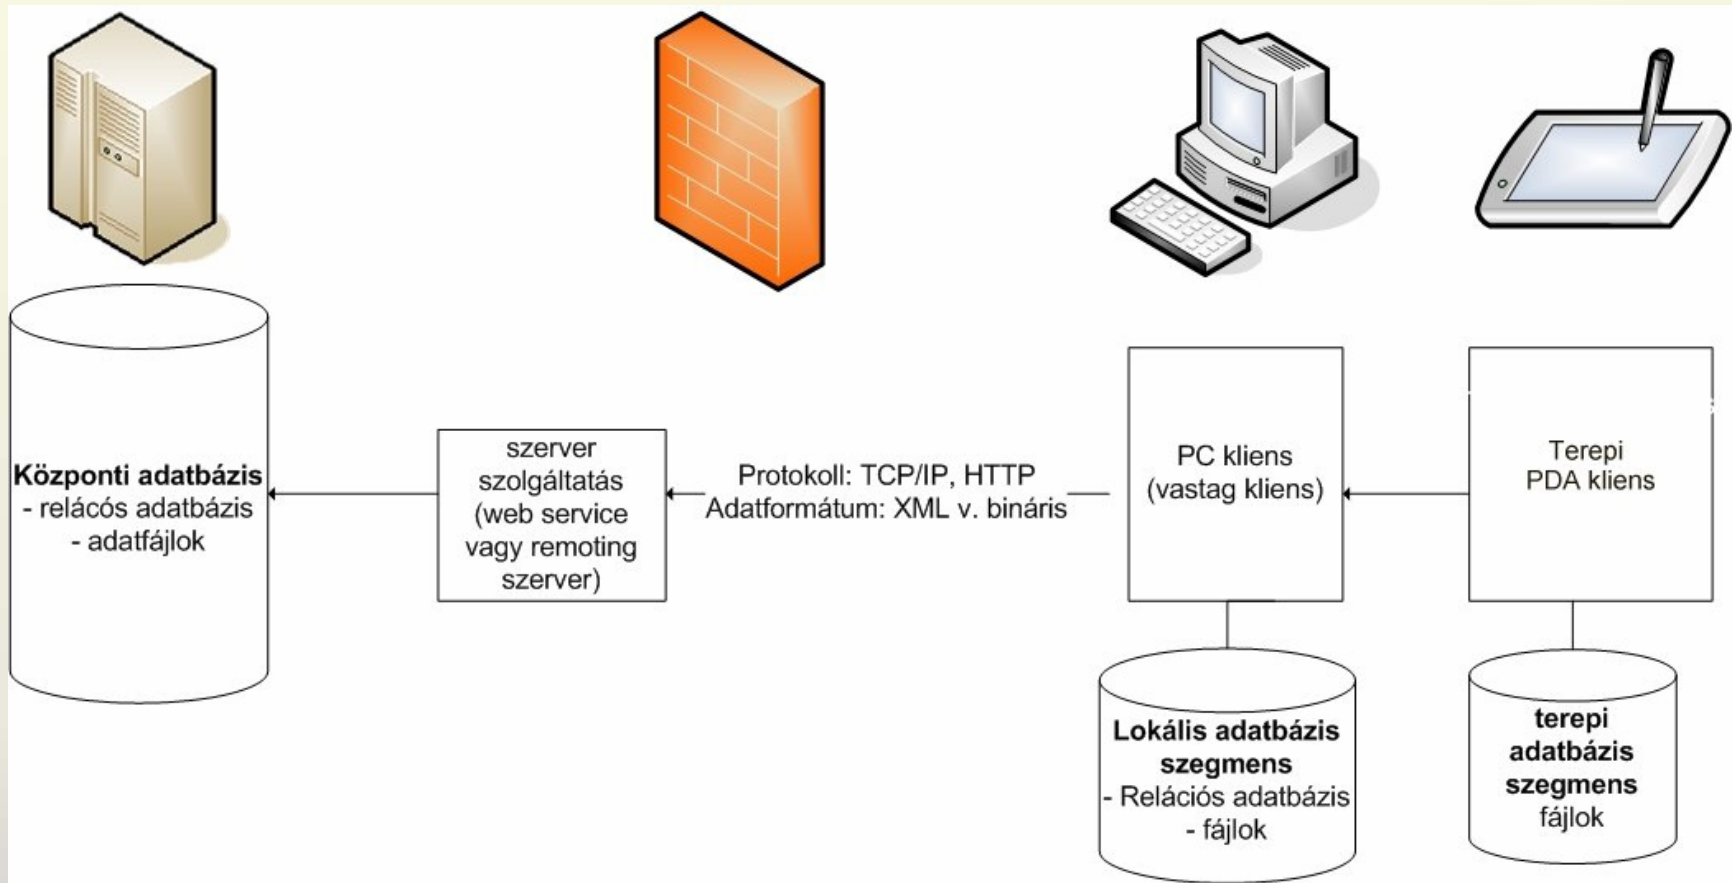 Központi adatbázis
- relácós adatbázis
- adatfájlok
szerver
szolgáltatás
(web service
vagy remoting
szerver)
Protokoll: TCP/IP, HTTP
Adatformátum: XML v. bináris
PC kliens
(vastag kliens)
Terepi
PDA kliens
Lokális adatbázis
szegmens
- Relációs adatbázis
- fájlok
terepi
adatbázis
szegmens
fájlok